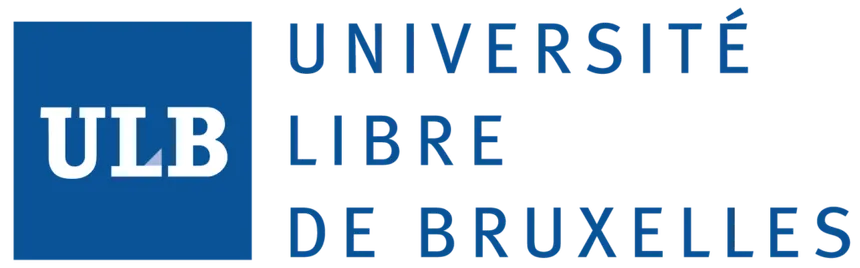 ULB
UNIVERSITÉ
LIBRE
DE BRUXELLES